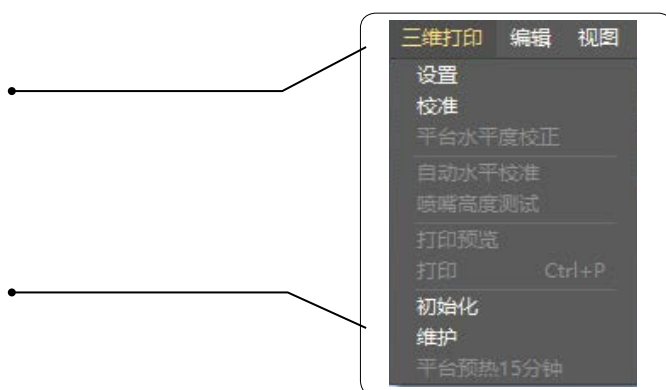 三维打印 编辑 视图
设置
校准
平台水平度校正
自动水平校准
喷嘴高度测试
打印预览
打印 Ctrl+P
初始化
维护
平台预热15分钟